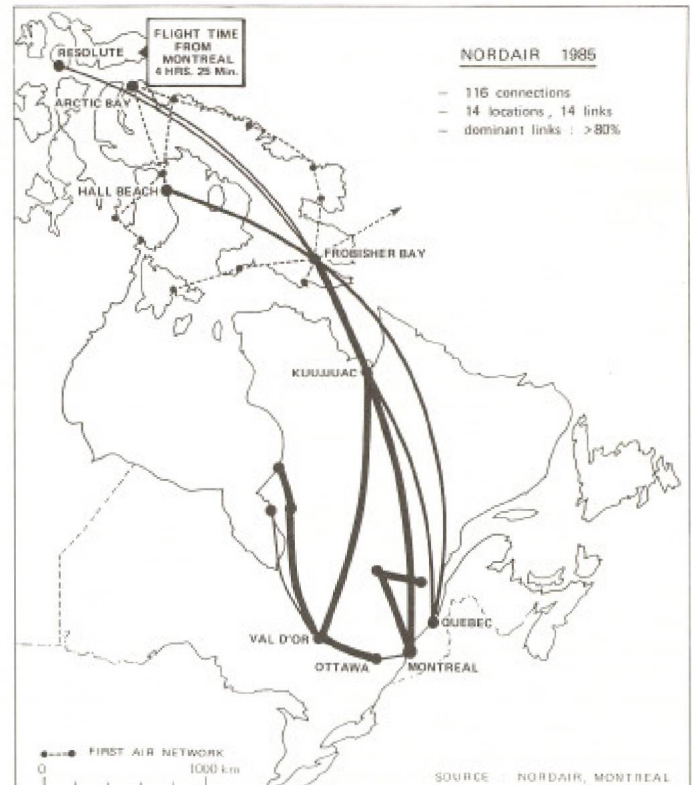 FLIGHT TIME
FROM
MONTREAL
4 HRS. 25 Min.
NORDAIR 1985
– 116 connections
– 14 locations , 14 links
– dominant links : >80%
RESOLUTE
ARCTIC BAY
HALL BEACH
FROBISHER BAY
KUUJJUAC
QUEBEC
VAL D'OR
OTTAWA
MONTREAL
FIRST AIR NETWORK
0 1000 km
SOURCE : NORDAIR, MONTREAL